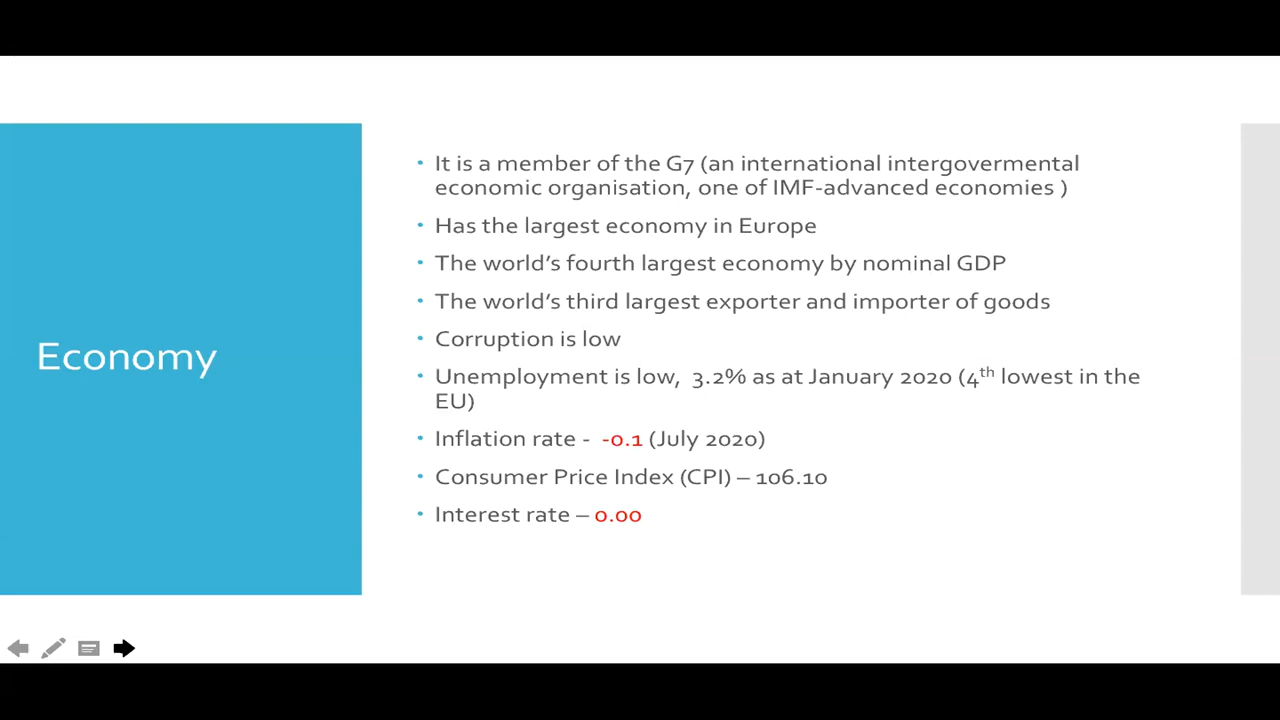 Economy
• It is a member of the G7 (an international intergovermental
economic organisation, one of IMF-advanced economies )
• Has the largest economy in Europe
• The world's fourth largest economy by nominal GDP
• The world's third largest exporter and importer of goods
• Corruption is low
• Unemployment is low,  3.2% as at January 2020 (4th lowest in the
EU)
• Inflation rate -  -0.1 (July 2020)
• Consumer Price Index (CPI) – 106.10
• Interest rate – 0.00